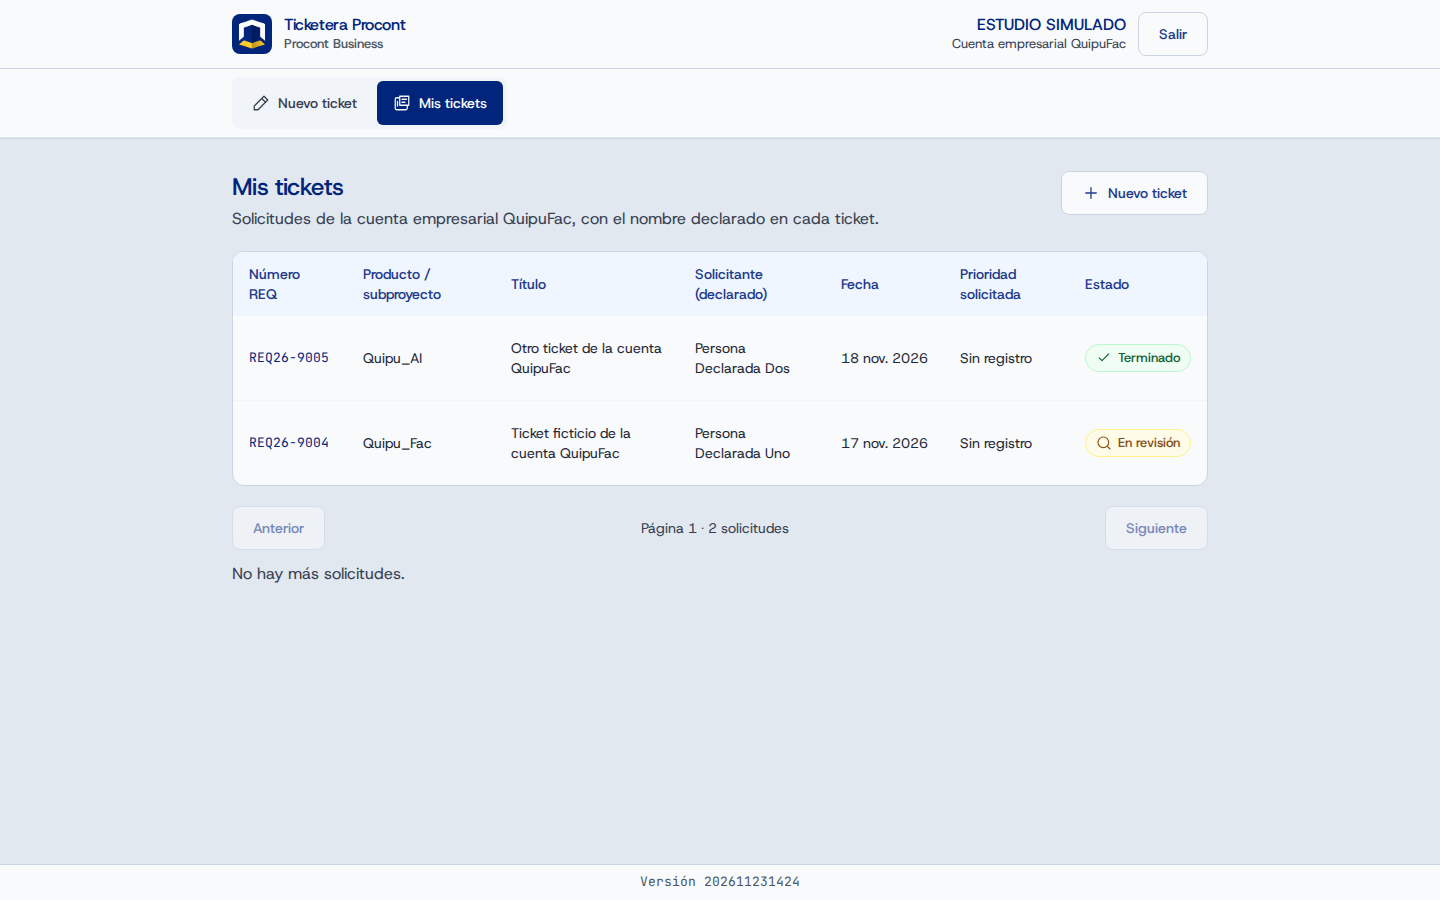 Ticketera Procont
Procont Business
ESTUDIO SIMULADO
Cuenta empresarial QuipuFac
Salir
Nuevo ticket
Mis tickets
Mis tickets
Solicitudes de la cuenta empresarial QuipuFac, con el nombre declarado en cada ticket.
Nuevo ticket
Número
REQ
Producto /
subproyecto
Título
Solicitante
(declarado)
Fecha
Prioridad
solicitada
Estado
REQ26-9005
Quipu_AI
Otro ticket de la cuenta
QuipuFac
Persona
Declarada Dos
18 nov. 2026
Sin registro
Terminado
REQ26-9004
Quipu_Fac
Ticket ficticio de la
cuenta QuipuFac
Persona
Declarada Uno
17 nov. 2026
Sin registro
En revisión
Anterior
Página 1 · 2 solicitudes
Siguiente
No hay más solicitudes.
Versión 202611231424